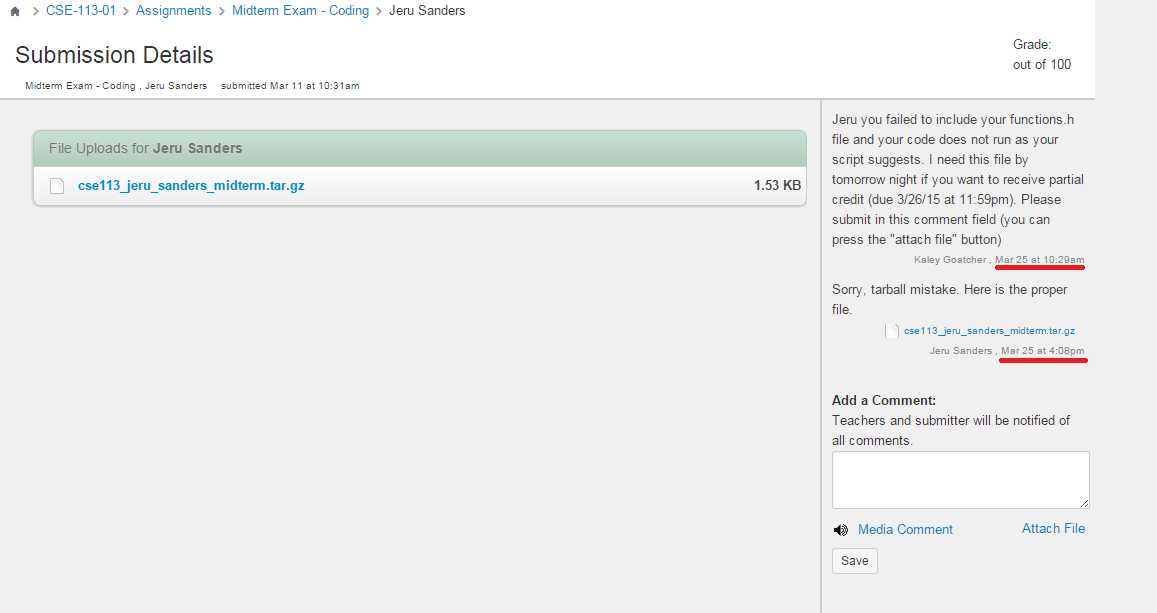 CSE-113-01 > Assignments > Midterm Exam - Coding > Jeru Sanders
Submission Details
Grade:
out of 100
Midterm Exam - Coding , Jeru Sanders submitted Mar 11 at 10:31am
File Uploads for Jeru Sanders
cse113_jeru_sanders_midterm.tar.gz 1.53 KB
Jeru you failed to include your functions.h
file and your code does not run as your
script suggests. I need this file by
tomorrow night if you want to receive partial
credit (due 3/26/15 at 11:59pm). Please
submit in this comment field (you can
press the "attach file" button)
Kaley Goatcher , Mar 25 at 10:29am
Sorry, tarball mistake. Here is the proper
file.
cse113_jeru_sanders_midterm.tar.gz
Jeru Sanders , Mar 25 at 4:08pm
Add a Comment:
Teachers and submitter will be notified of
all comments.
Media Comment Attach File
Save